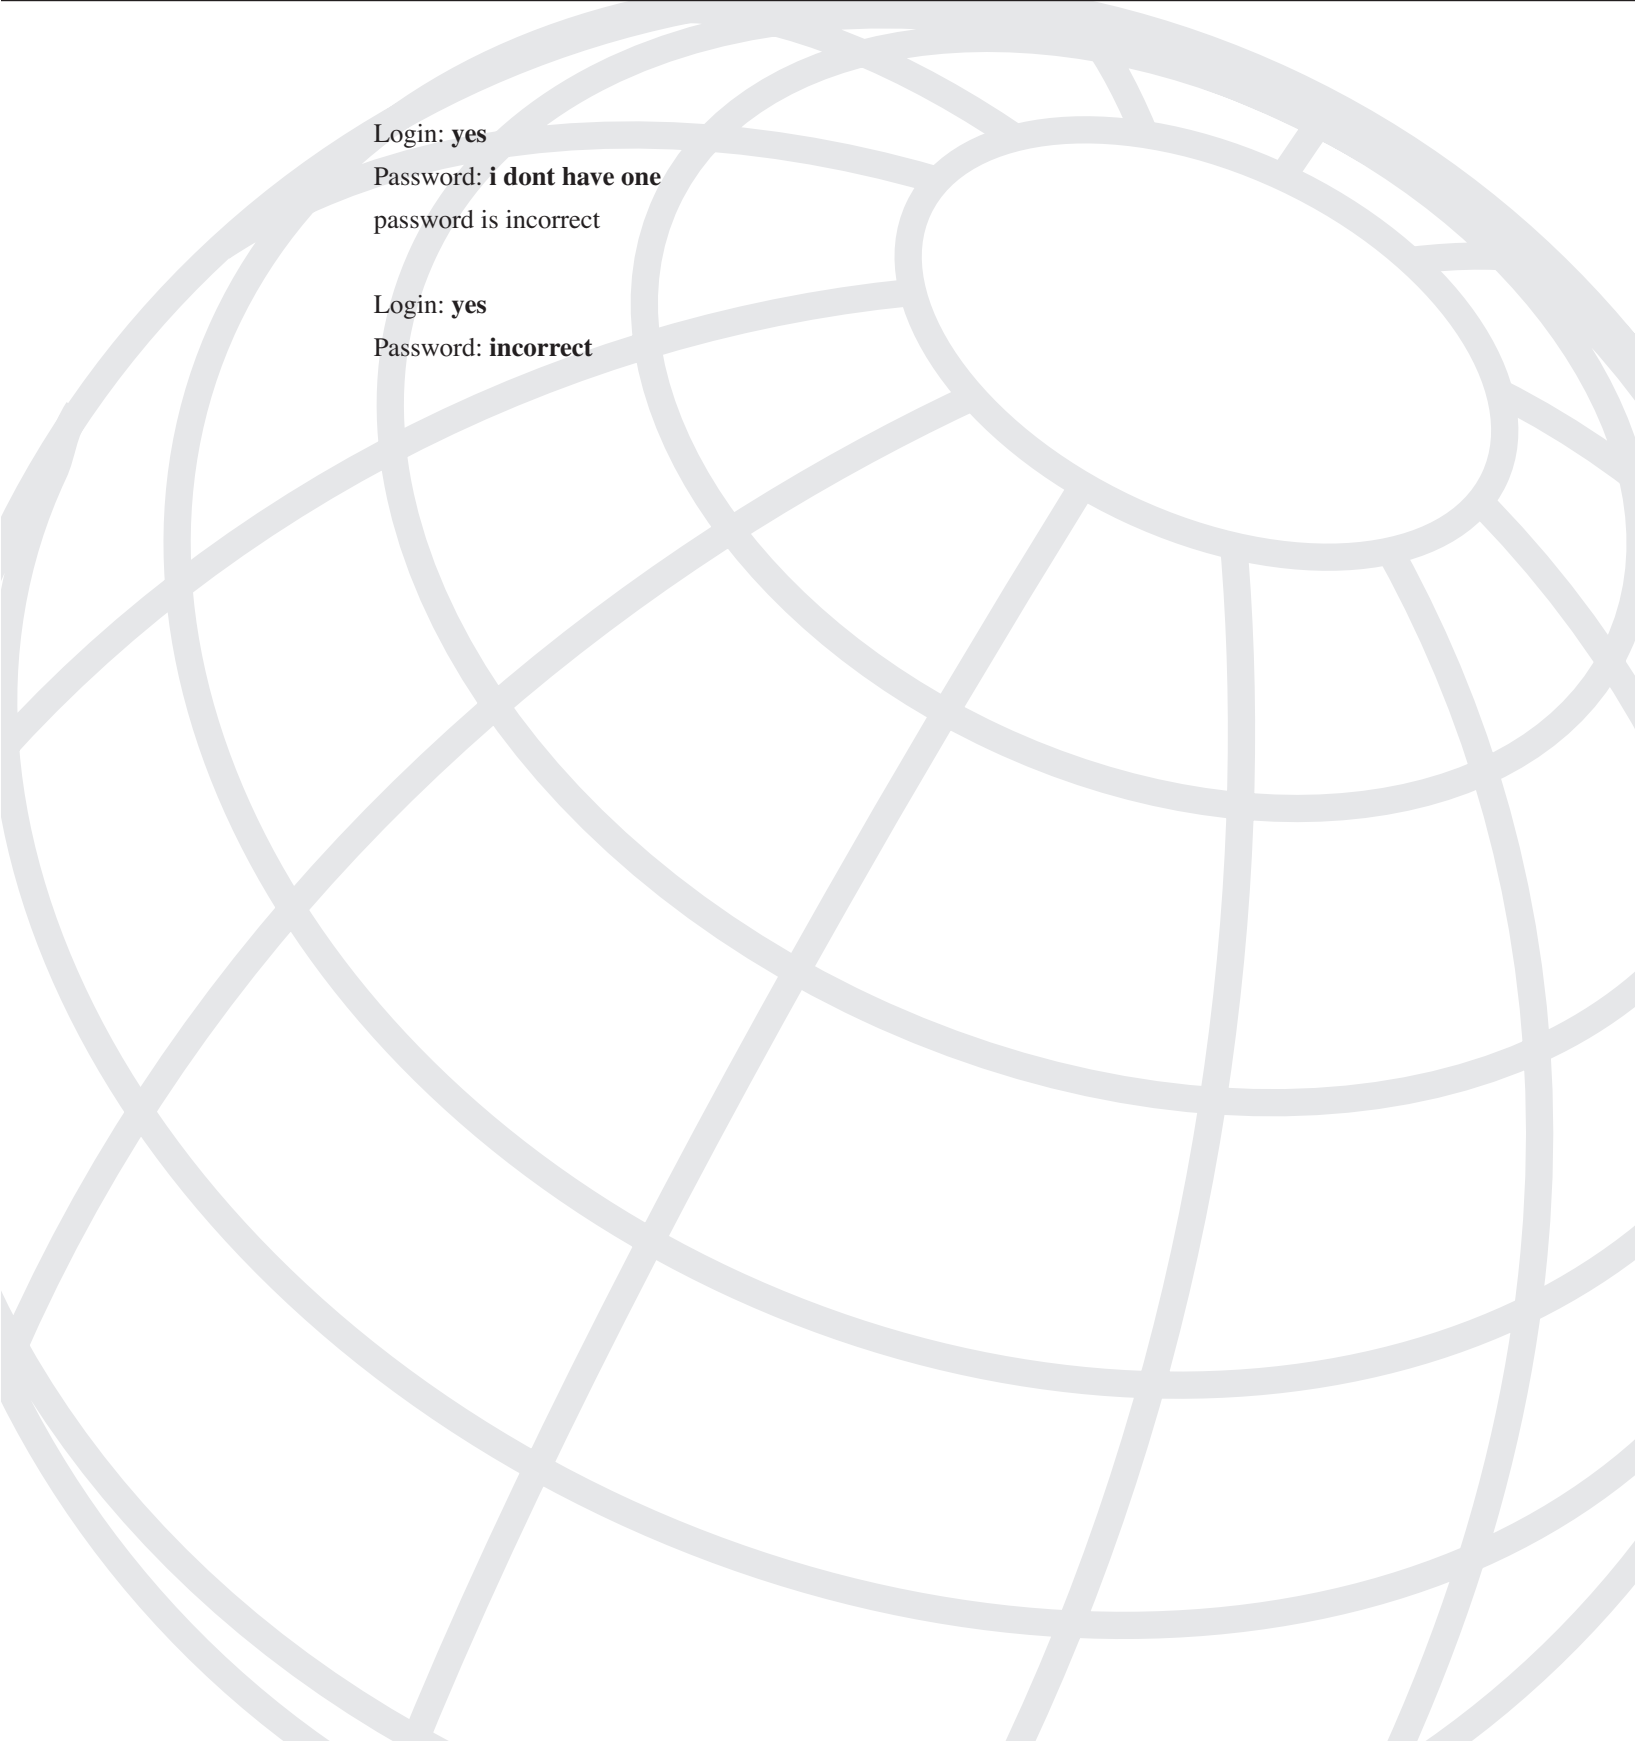 Login: yes
Password: i dont have one
password is incorrect
Login: yes
Password: incorrect